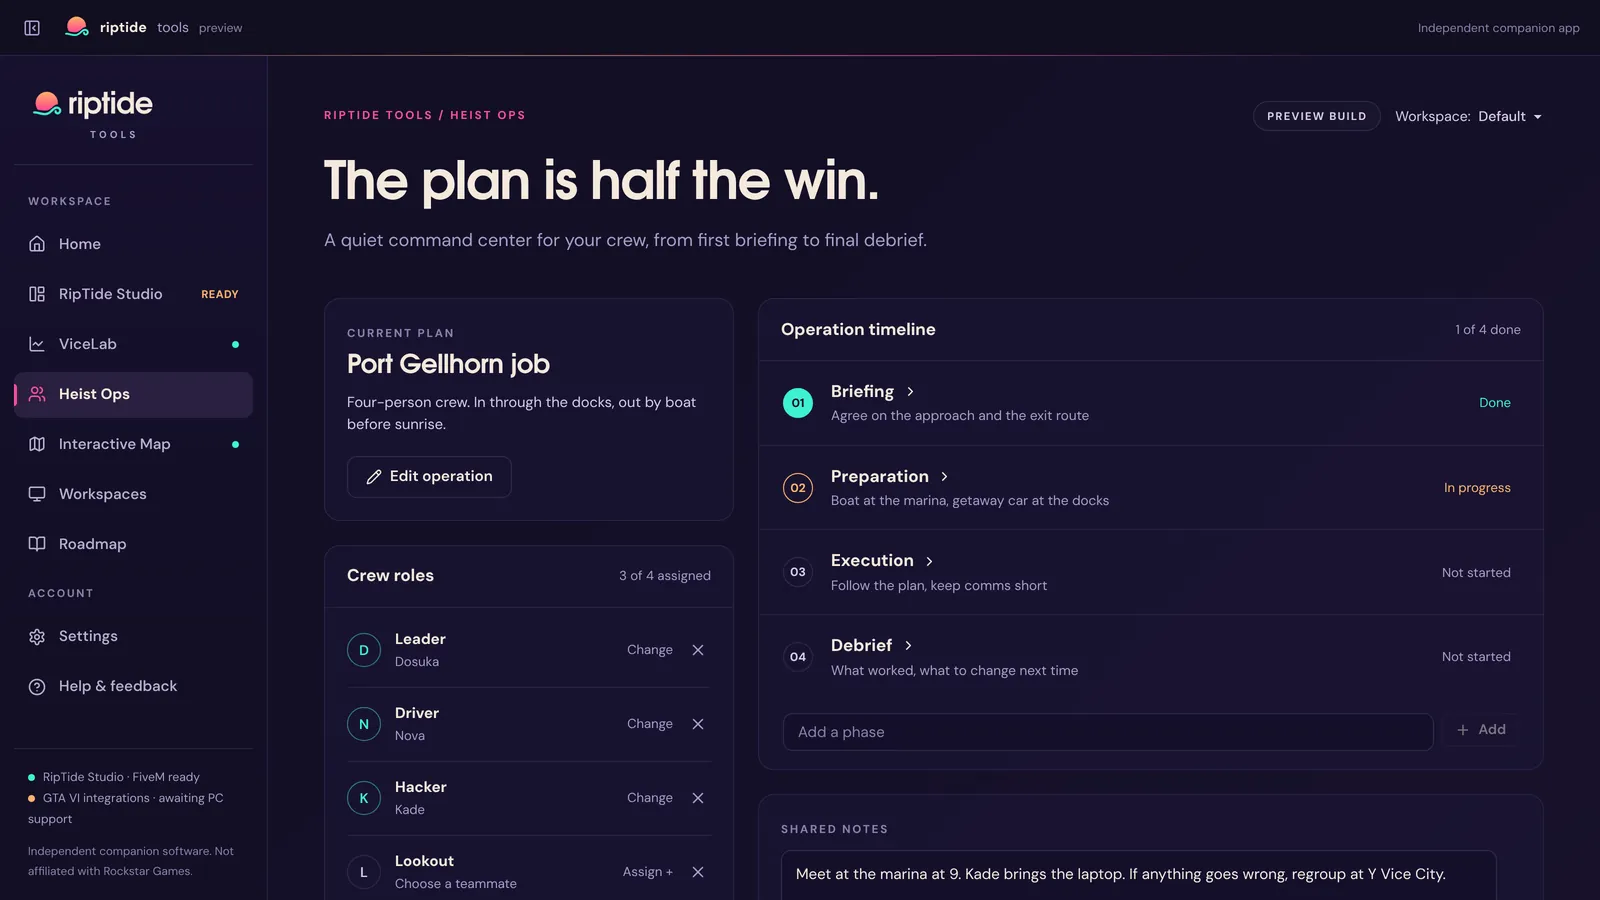 riptide tools preview
Independent companion app
riptide
TOOLS
WORKSPACE
Home
RipTide Studio READY
ViceLab
Heist Ops
Interactive Map
Workspaces
Roadmap
ACCOUNT
Settings
Help & feedback
RipTide Studio · FiveM ready
GTA VI integrations · awaiting PC
support
Independent companion software. Not
affiliated with Rockstar Games.
RIPTIDE TOOLS / HEIST OPS
PREVIEW BUILD
Workspace: Default
The plan is half the win.
A quiet command center for your crew, from first briefing to final debrief.
CURRENT PLAN
Port Gellhorn job
Four-person crew. In through the docks, out by boat
before sunrise.
Edit operation
Crew roles
3 of 4 assigned
D
Leader
Dosuka
Change
N
Driver
Nova
Change
K
Hacker
Kade
Change
L
Lookout
Choose a teammate
Assign +
Operation timeline
1 of 4 done
01
Briefing
Agree on the approach and the exit route
Done
02
Preparation
Boat at the marina, getaway car at the docks
In progress
03
Execution
Follow the plan, keep comms short
Not started
04
Debrief
What worked, what to change next time
Not started
Add a phase
+ Add
SHARED NOTES
Meet at the marina at 9. Kade brings the laptop. If anything goes wrong, regroup at Y Vice City.